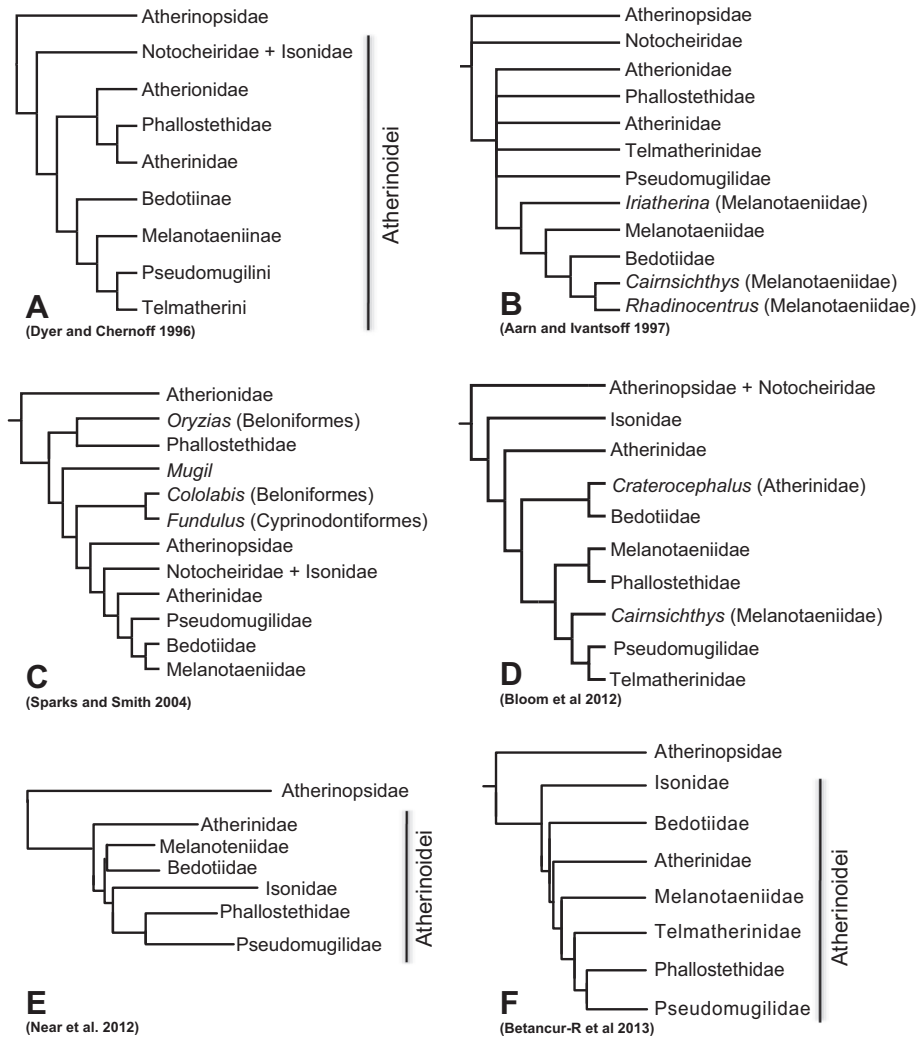 Atherinopsidae
Notocheiridae + Isonidae
Atherionidae
Phallostethidae
Atherinidae
Bedotiinae
Melanotaeniinae
Pseudomugilini
Telmatherini
Atherinoidei
A
(Dyer and Chernoff 1996)
Atherinopsidae
Notocheiridae
Atherionidae
Phallostethidae
Atherinidae
Telmatherinidae
Pseudomugilidae
Iriatherina (Melanotaeniidae)
Melanotaeniidae
Bedotiidae
Cairnsichthys (Melanotaeniidae)
Rhadinocentrus (Melanotaeniidae)
B
(Aarn and Ivantsoff 1997)
Atherionidae
Oryzias (Beloniformes)
Phallostethidae
Mugil
Cololabis (Beloniformes)
Fundulus (Cyprinodontiformes)
Atherinopsidae
Notocheiridae + Isonidae
Atherinidae
Pseudomugilidae
Bedotiidae
Melanotaeniidae
C
(Sparks and Smith 2004)
Atherinopsidae + Notocheiridae
Isonidae
Atherinidae
Craterocephalus (Atherinidae)
Bedotiidae
Melanotaeniidae
Phallostethidae
Cairnsichthys (Melanotaeniidae)
Pseudomugilidae
Telmatherinidae
D
(Bloom et al 2012)
Atherinopsidae
Atherinidae
Melanoteniidae
Bedotiidae
Isonidae
Phallostethidae
Pseudomugilidae
Atherinoidei
E
(Near et al. 2012)
Atherinopsidae
Isonidae
Bedotiidae
Atherinidae
Melanotaeniidae
Telmatherinidae
Phallostethidae
Pseudomugilidae
Atherinoidei
F
(Betancur-R et al 2013)